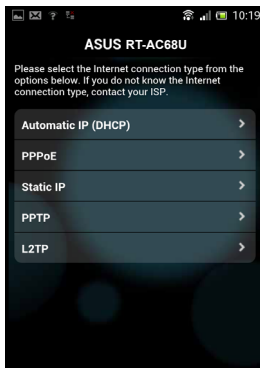 10:19
ASUS RT-AC68U
Please select the Internet connection type from the
options below. If you do not know the Internet
connection type, contact your ISP.
Automatic IP (DHCP)
PPPoE
Static IP
PPTP
L2TP